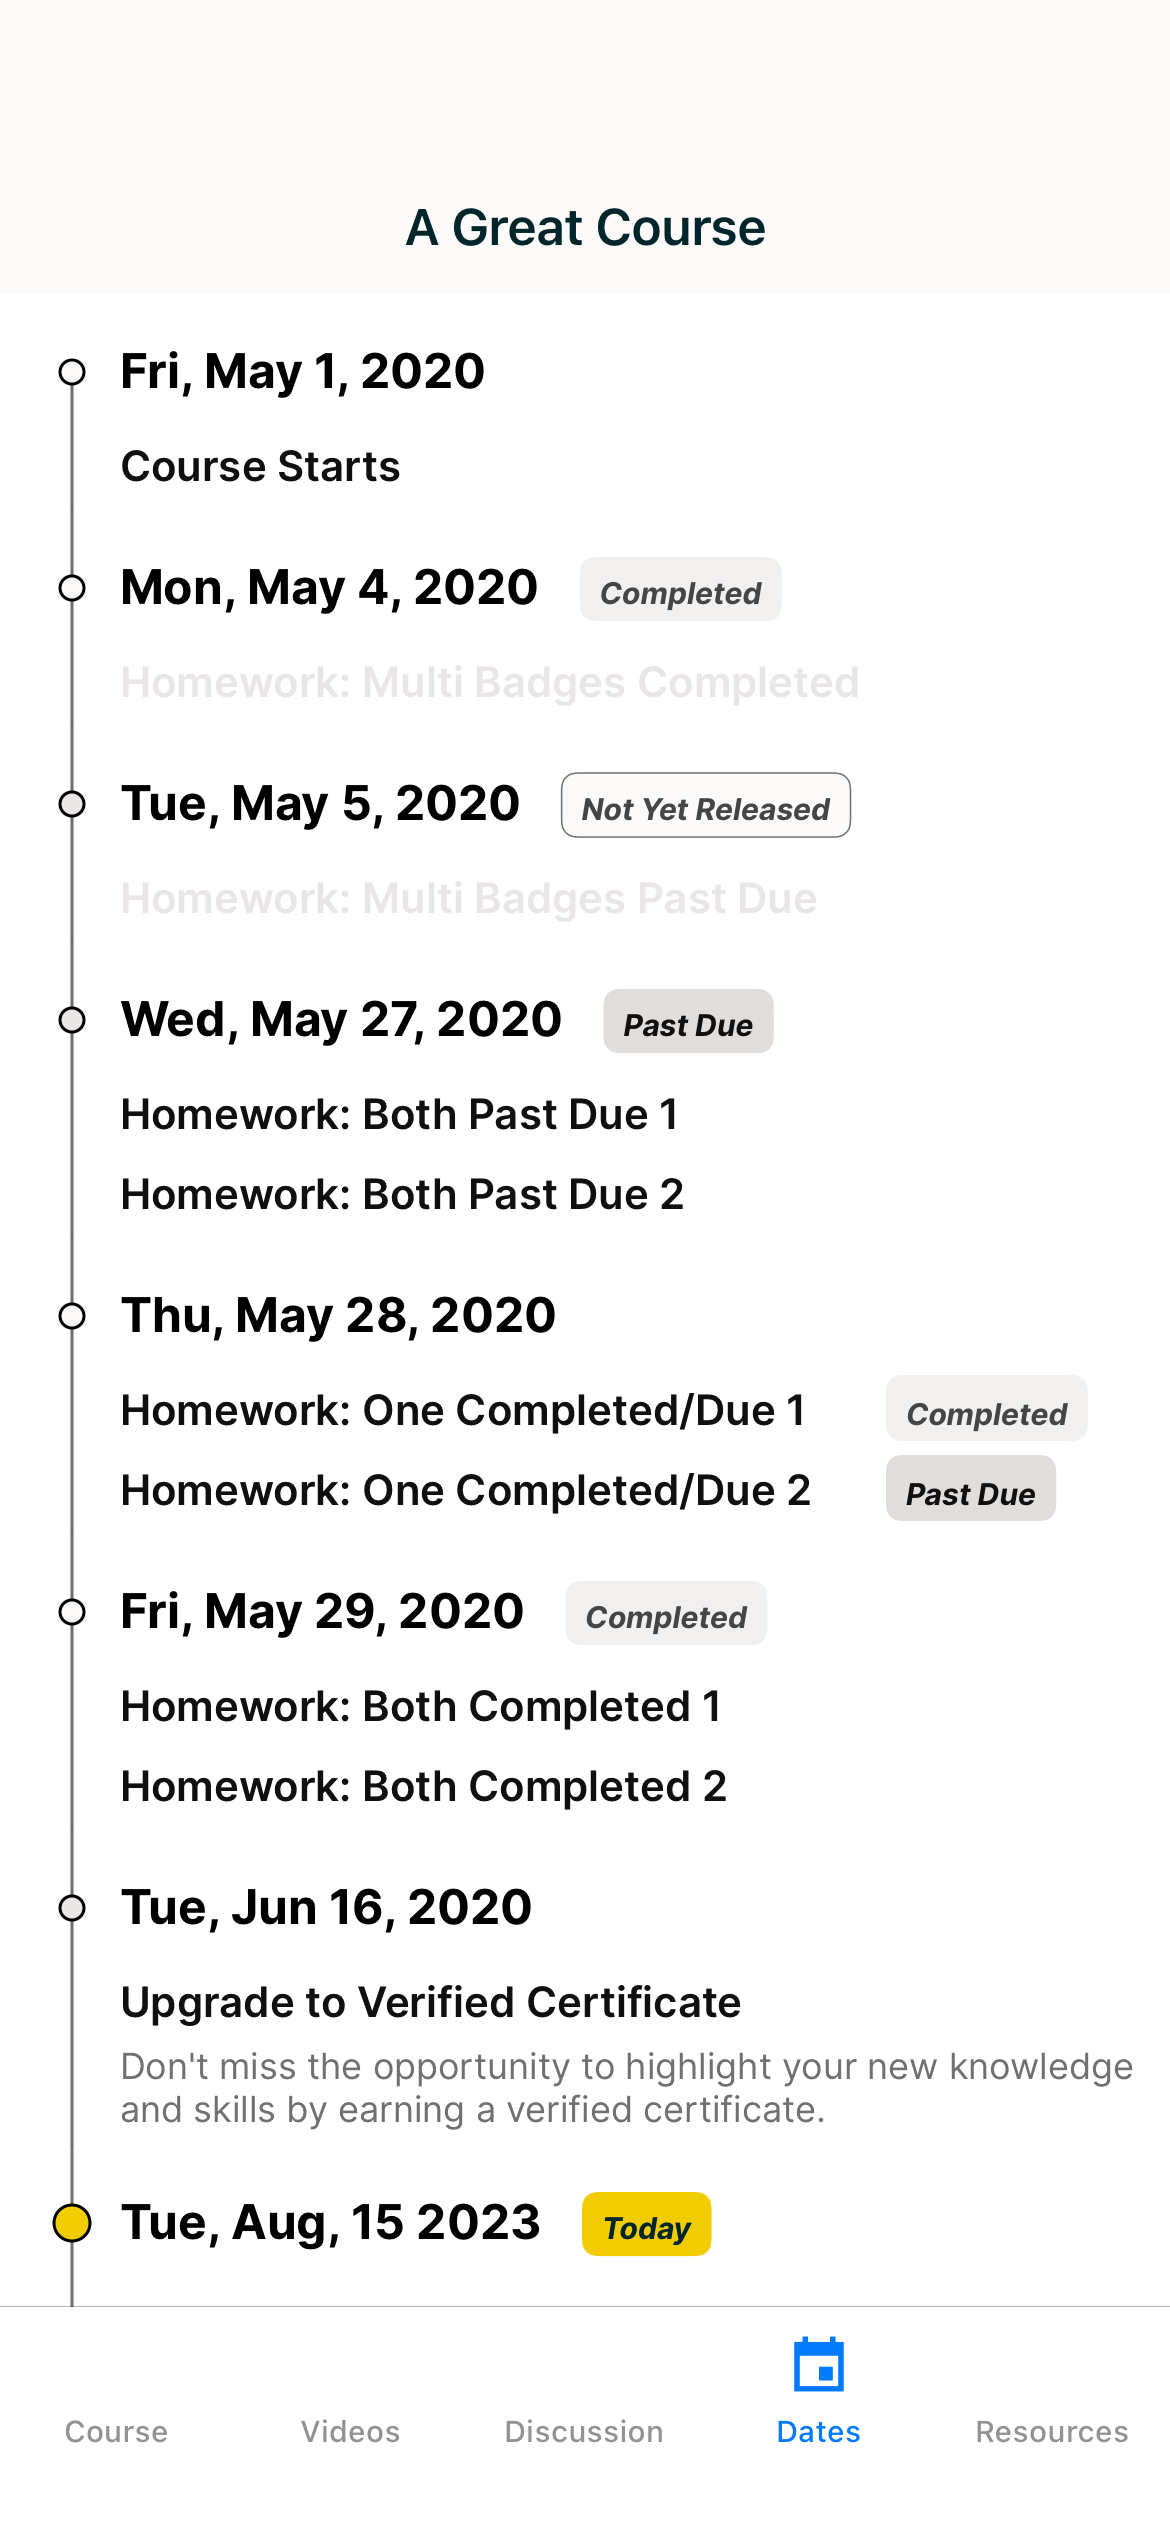 A Great Course
Fri, May 1, 2020
Course Starts
Mon, May 4, 2020 Completed
Homework: Multi Badges Completed
Tue, May 5, 2020 Not Yet Released
Homework: Multi Badges Past Due
Wed, May 27, 2020 Past Due
Homework: Both Past Due 1
Homework: Both Past Due 2
Thu, May 28, 2020
Homework: One Completed/Due 1 Completed
Homework: One Completed/Due 2 Past Due
Fri, May 29, 2020 Completed
Homework: Both Completed 1
Homework: Both Completed 2
Tue, Jun 16, 2020
Upgrade to Verified Certificate
Don't miss the opportunity to highlight your new knowledge
and skills by earning a verified certificate.
Tue, Aug, 15 2023 Today
Course Videos Discussion Dates Resources